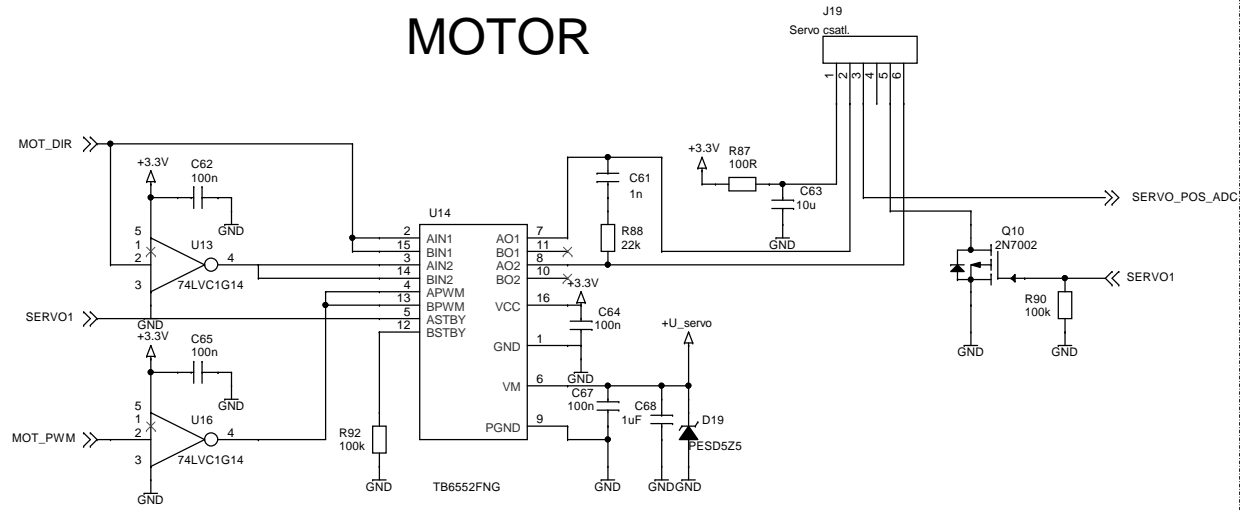 MOTOR
J19
Servo csatl.
1 2 3 4 5 6
MOT_DIR
+3.3V
C62
100n
GND
5
1
2
3
4
U13
74LVC1G14
GND
SERVO1
+3.3V
C65
100n
GND
5
1
2
3
4
U16
74LVC1G14
MOT_PWM
GND
R92
100k
GND
U14
2 AIN1
15 BIN1
3 AIN2
14 BIN2
4 APWM
13 BPWM
5 ASTBY
12 BSTBY
AO1 7
BO1 11
AO2 8
BO2 10
VCC 16
GND 1
VM 6
PGND 9
TB6552FNG
C61
1n
R88
22k
+3.3V
R87
100R
C63
10u
GND
+3.3V
C64
100n
GND
+U_servo
C67
100n
C68
1uF
D19
PESD5Z5
GND
GND
GND
SERVO_POS_ADC
Q10
2N7002
SERVO1
R90
100k
GND
GND